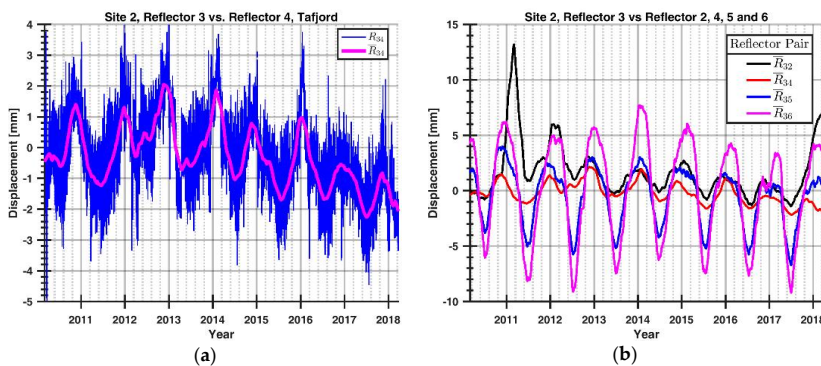 Site 2, Reflector 3 vs. Reflector 4, Tafjord
Displacement [mm]
4
3
2
1
0
-1
-2
-3
-4
-5
R34
R̅34
2011 2012 2013 2014 2015 2016 2017 2018
Year
(a)
Site 2, Reflector 3 vs Reflector 2, 4, 5 and 6
Displacement [mm]
15
10
5
0
-5
-10
Reflector Pair
R̅32
R̅34
R̅35
R̅36
2011 2012 2013 2014 2015 2016 2017 2018
Year
(b)